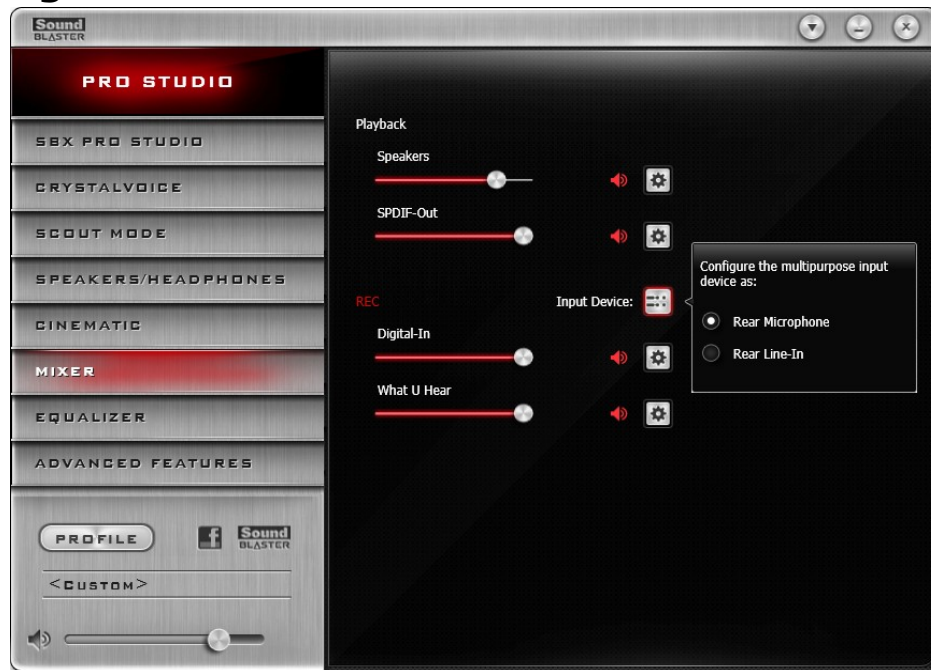 Sound
BLASTER
PRO STUDIO
SBX PRO STUDIO
CRYSTALVOICE
SCOUT MODE
SPEAKERS/HEADPHONES
CINEMATIC
MIXER
EQUALIZER
ADVANCED FEATURES
PROFILE
f
Sound
BLASTER
<CUSTOM>
Playback
Speakers
SPDIF-Out
REC
Input Device:
Digital-In
What U Hear
Configure the multipurpose input
device as:
Rear Microphone
Rear Line-In